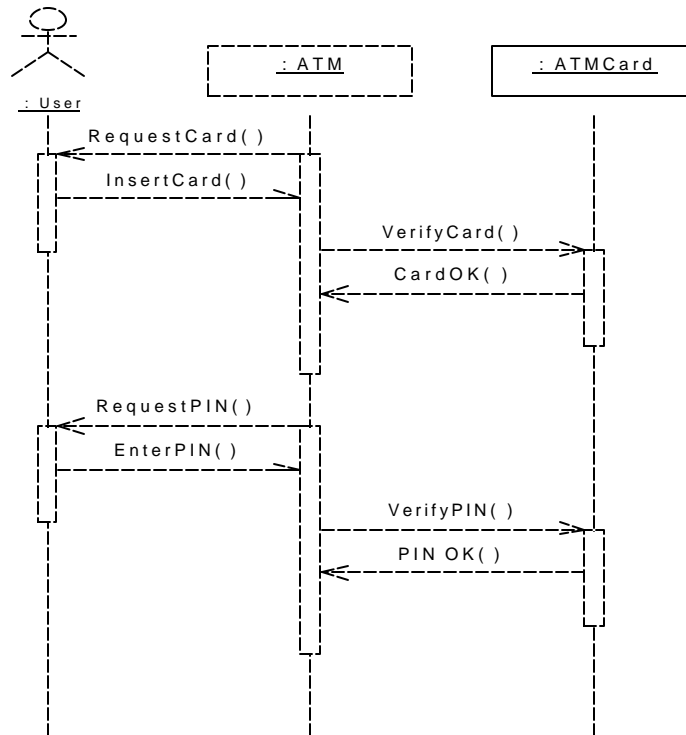 : User
: ATM
: ATMCard
RequestCard( )
InsertCard( )
VerifyCard( )
CardOK( )
RequestPIN( )
EnterPIN( )
VerifyPIN( )
PIN OK( )